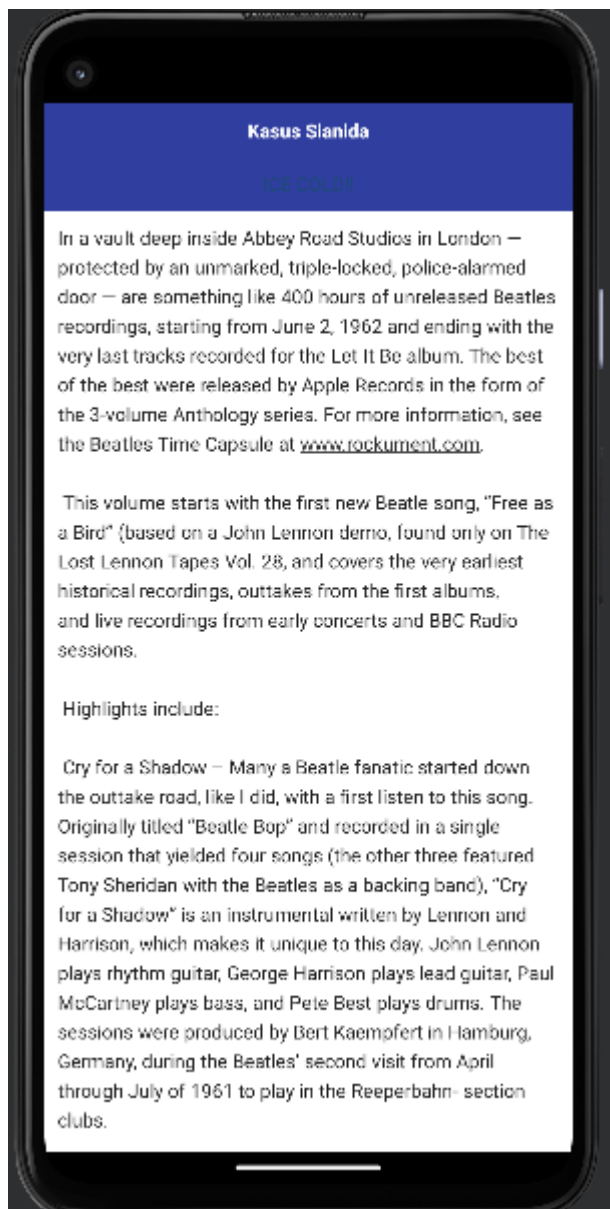 Kasus Sianida
ICE COLDS
In a vault deep inside Abbey Road Studios in London —
protected by an unmarked, triple-locked, police-alarmed
door — are something like 400 hours of unreleased Beatles
recordings, starting from June 2, 1962 and ending with the
very last tracks recorded for the Let It Be album. The best
of the best were released by Apple Records in the form of
the 3-volume Anthology series. For more information, see
the Beatles Time Capsule at www.rockument.com.
This volume starts with the first new Beatle song, “Free as
a Bird” (based on a John Lennon demo, found only on The
Lost Lennon Tapes Vol. 28, and covers the very earliest
historical recordings, outtakes from the first albums,
and live recordings from early concerts and BBC Radio
sessions.
Highlights include:
Cry for a Shadow – Many a Beatle fanatic started down
the outtake road, like I did, with a first listen to this song.
Originally titled “Beatle Bop” and recorded in a single
session that yielded four songs (the other three featured
Tony Sheridan with the Beatles as a backing band), “Cry
for a Shadow” is an instrumental written by Lennon and
Harrison, which makes it unique to this day. John Lennon
plays rhythm guitar, George Harrison plays lead guitar, Paul
McCartney plays bass, and Pete Best plays drums. The
sessions were produced by Bert Kaempfert in Hamburg,
Germany, during the Beatles’ second visit from April
through July of 1961 to play in the Reeperbahn- section
clubs.